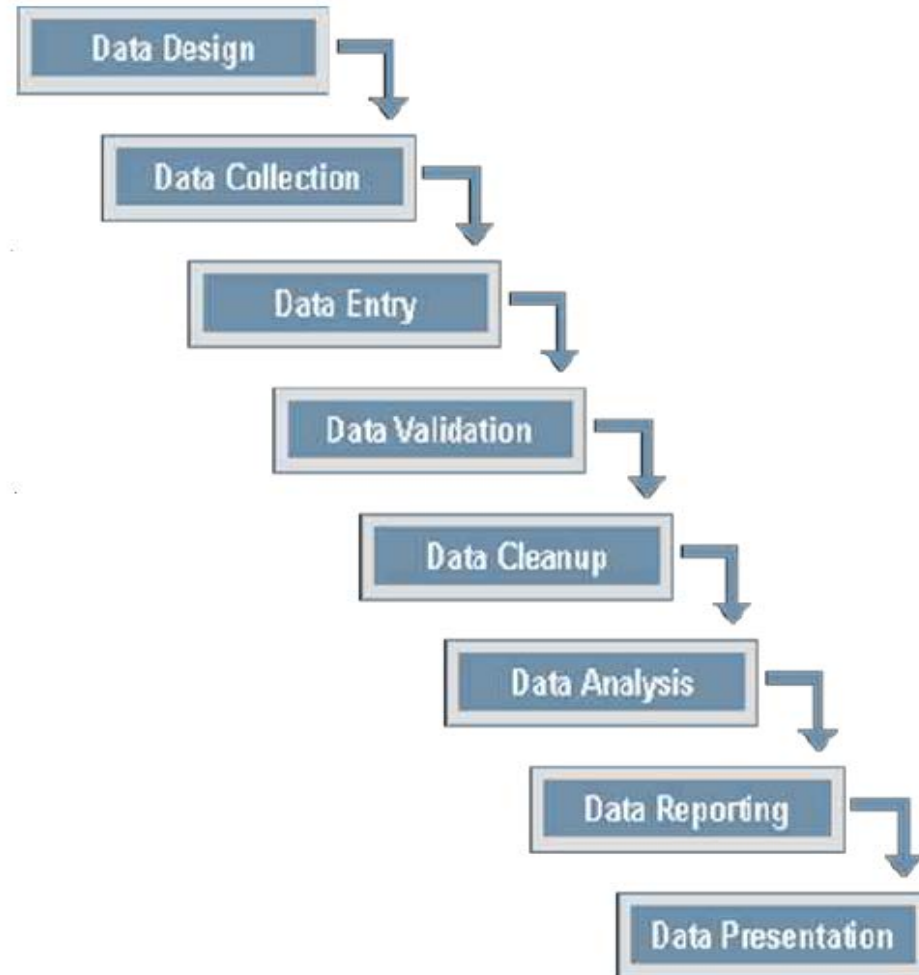 Data Design
Data Collection
Data Entry
Data Validation
Data Cleanup
Data Analysis
Data Reporting
Data Presentation